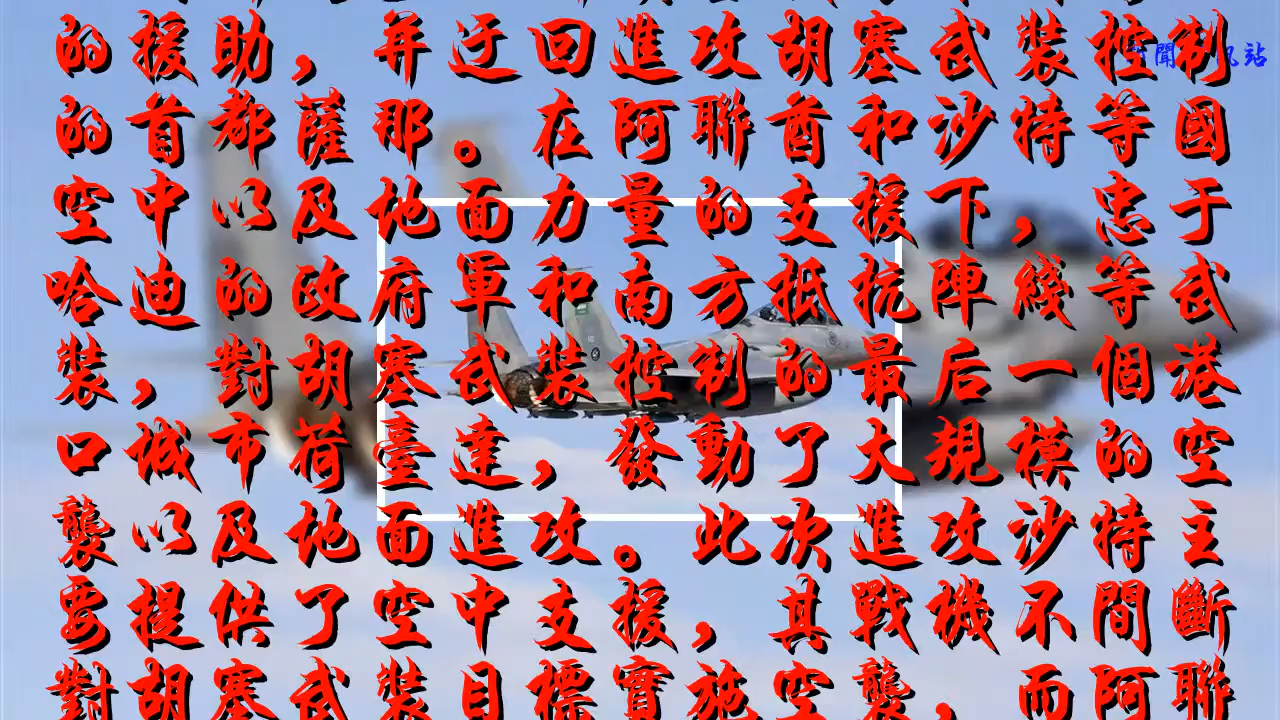 的援助，并迂回進攻胡塞武裝控制
的首都薩那。在阿聯酋和沙特等國
空中以及地面力量的支援下，忠于
哈迪的政府軍和南方抵抗陣綫等武
裝，對胡塞武裝控制的最后一個港
口城市荷臺達，發動了大規模的空
襲以及地面進攻。此次進攻沙特主
要提供了空中支援，其戰機不間斷
對胡塞武裝目標實施空襲，而阿聯
聞
站